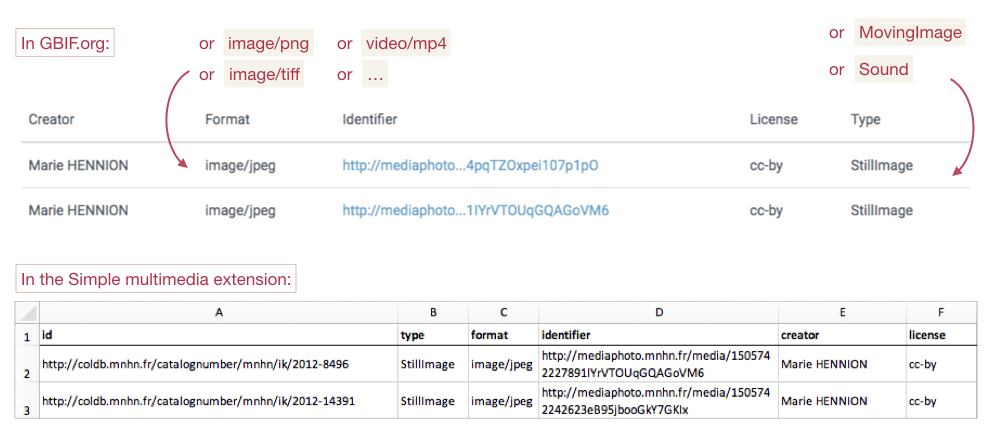 In GBIF.org:
or image/png or video/mp4
or image/tiff or ...
or MovingImage
or Sound
Creator Format Identifier License Type
Marie HENNION image/jpeg http://mediaphoto...4pqTZOxpei107p1pO cc-by StillImage
Marie HENNION image/jpeg http://mediaphoto...1IYrVTOUqGQAGoVM6 cc-by StillImage
In the Simple multimedia extension:
A B C D E F
1 id type format identifier creator license
2 http://coldb.mnhn.fr/catalognumber/mnhn/ik/2012-8496 StillImage image/jpeg http://mediaphoto.mnhn.fr/media/150574
2227891IYrVTOUqGQAGoVM6 Marie HENNION cc-by
3 http://coldb.mnhn.fr/catalognumber/mnhn/ik/2012-14391 StillImage image/jpeg http://mediaphoto.mnhn.fr/media/150574
2242623eB95jbooGkY7GKIx Marie HENNION cc-by